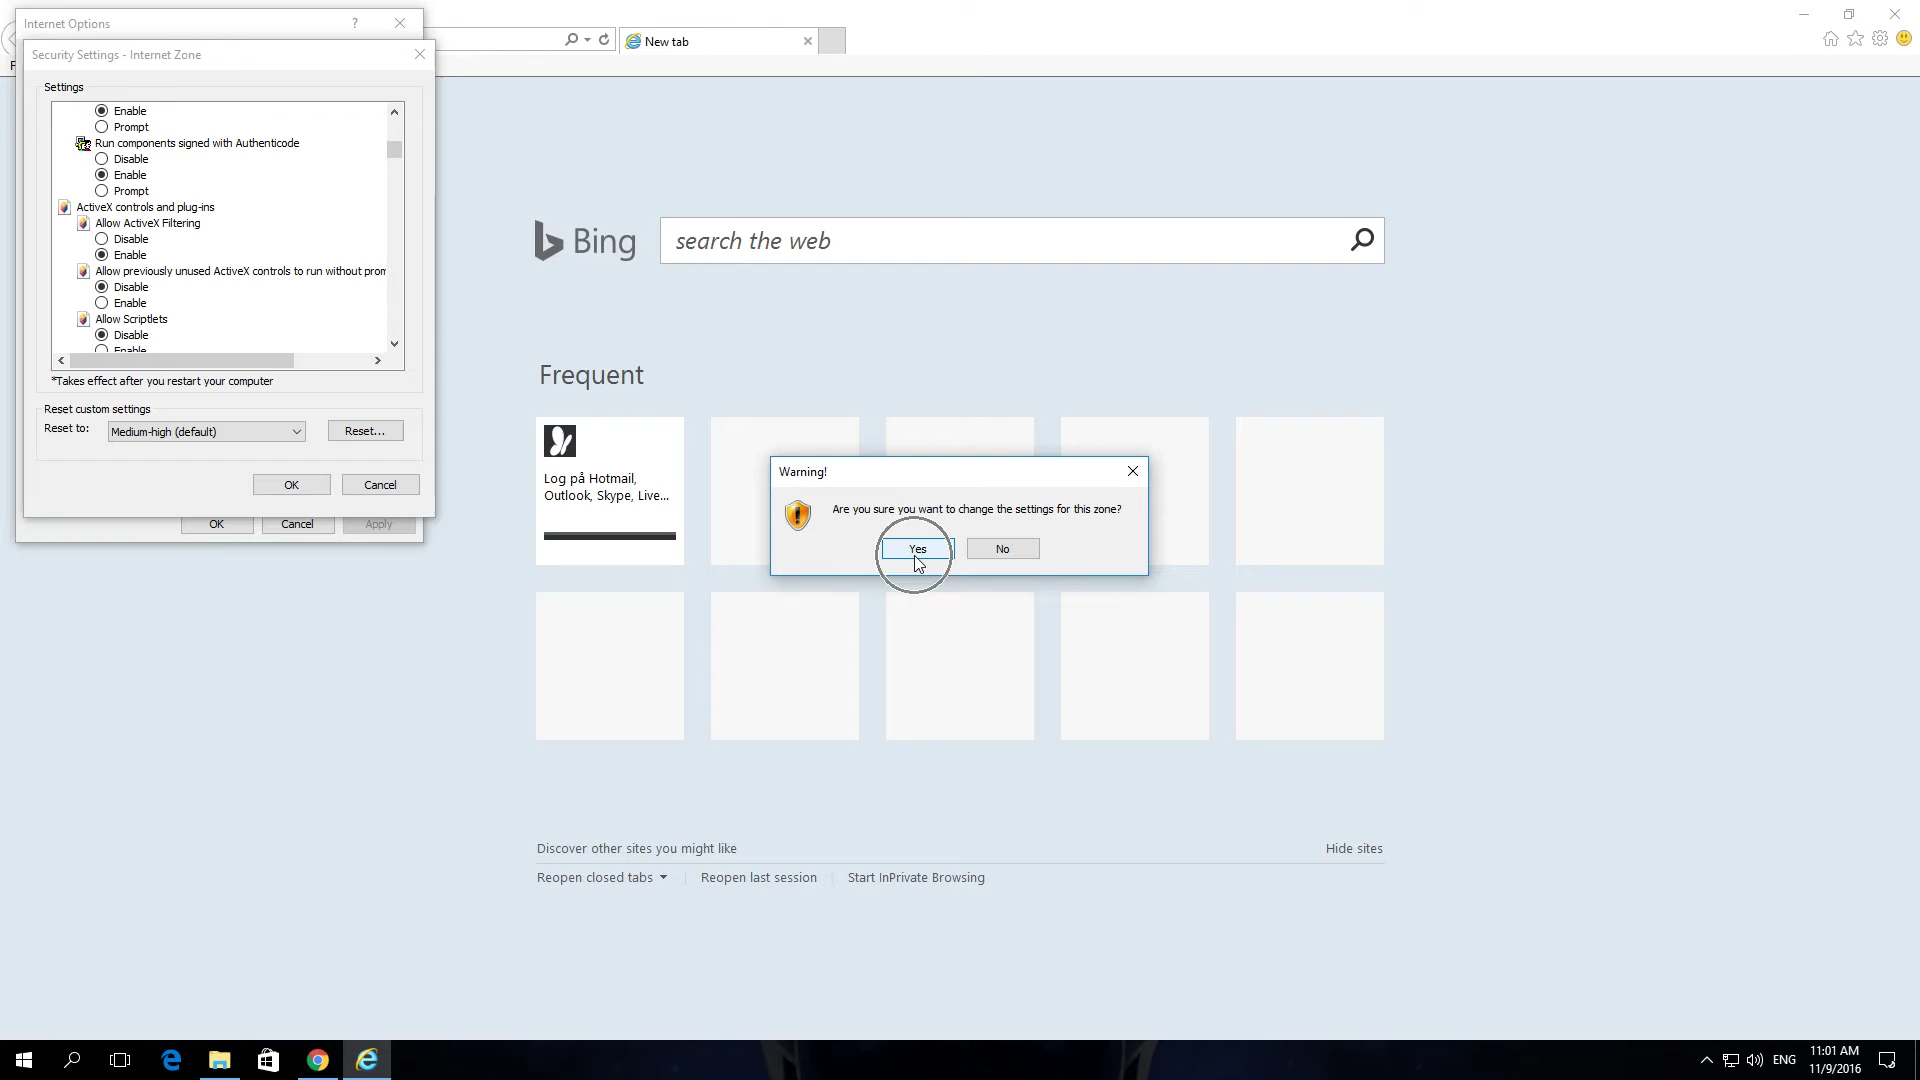 Internet Options
?
Security Settings - Internet Zone
Settings
Enable
Prompt
Run components signed with Authenticode
Disable
Enable
Prompt
ActiveX controls and plug-ins
Allow ActiveX Filtering
Disable
Enable
Allow previously unused ActiveX controls to run without prom
Disable
Enable
Allow Scriptlets
Disable
Enable
*Takes effect after you restart your computer
Reset custom settings
Reset to:
Medium-high (default)
Reset...
OK
Cancel
OK
Cancel
Apply
New tab
Bing
search the web
Frequent
Log på Hotmail,
Outlook, Skype, Live...
Warning!
Are you sure you want to change the settings for this zone?
Yes
No
Discover other sites you might like
Hide sites
Reopen closed tabs
Reopen last session
Start InPrivate Browsing
ENG
11:01 AM
11/9/2016